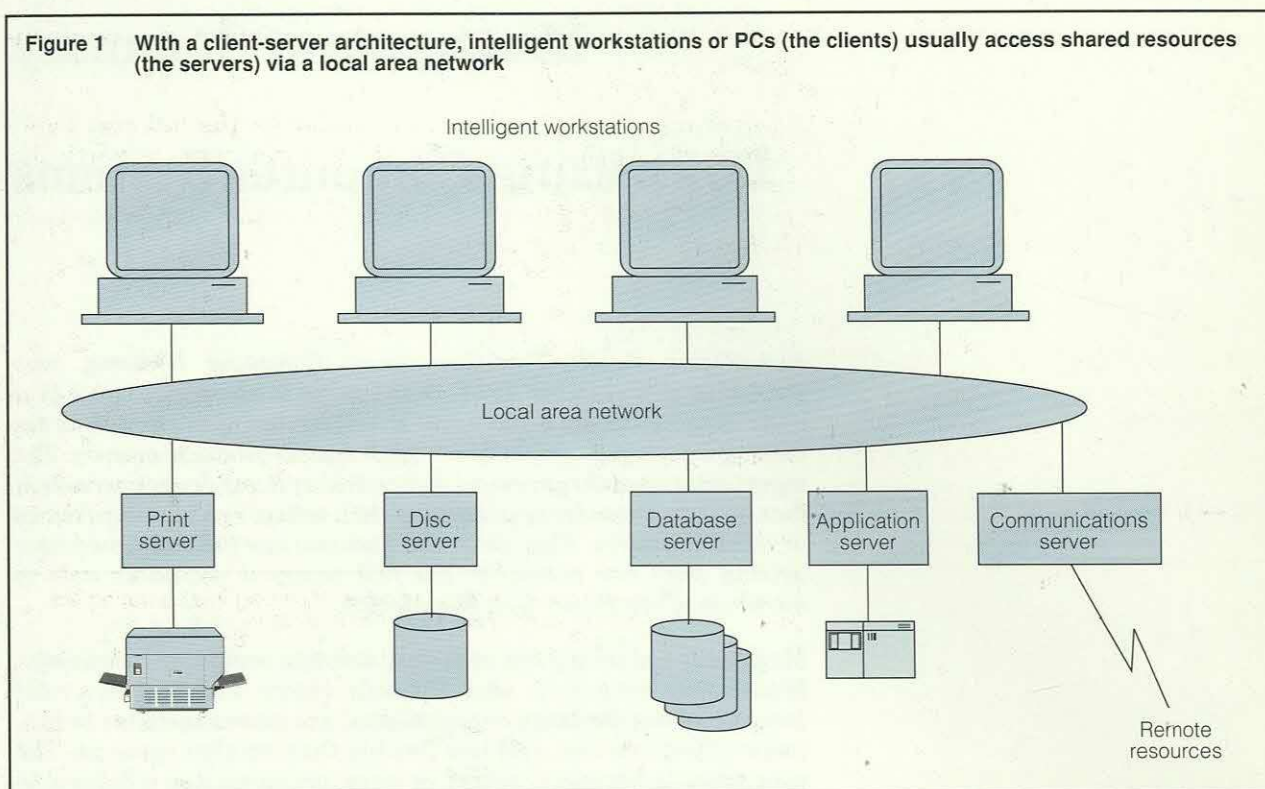 Figure 1 WIth a client-server architecture, intelligent workstations or PCs (the clients) usually access shared resources
(the servers) via a local area network
Intelligent workstations
Local area network
Print
server
Disc
server
Database
server
Application
server
Communications
server
Remote
resources